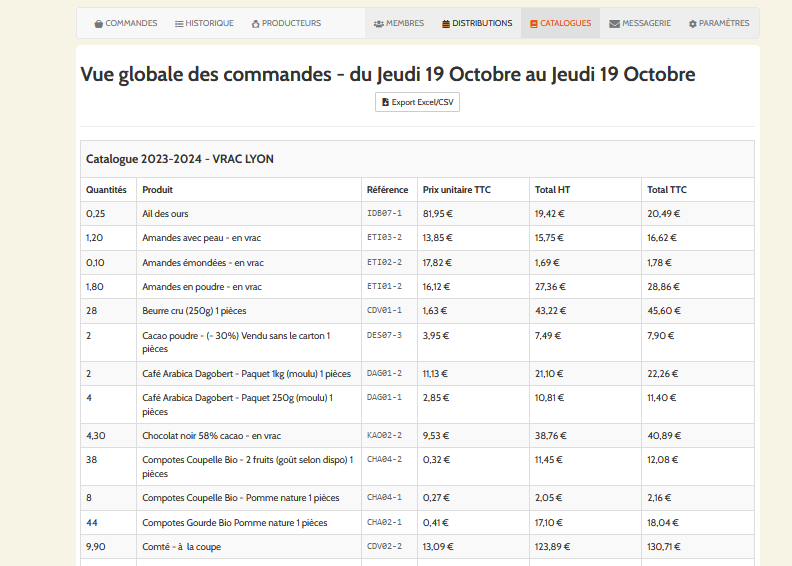 COMMANDES HISTORIQUE PRODUCTEURS MEMBRES DISTRIBUTIONS CATALOGUES MESSAGERIE PARAMÈTRES
Vue globale des commandes - du Jeudi 19 Octobre au Jeudi 19 Octobre
Export Excel/CSV
Catalogue 2023-2024 - VRAC LYON
Quantités Produit Référence Prix unitaire TTC Total HT Total TTC
0,25 Ail des ours IDB07-1 81,95 € 19,42 € 20,49 €
1,20 Amandes avec peau - en vrac ETI03-2 13,85 € 15,75 € 16,62 €
0,10 Amandes émondées - en vrac ETI02-2 17,82 € 1,69 € 1,78 €
1,80 Amandes en poudre - en vrac ETI01-2 16,12 € 27,36 € 28,86 €
28 Beurre cru (250g) 1 pièces CDV01-1 1,63 € 43,22 € 45,60 €
2 Cacao poudre - (- 30%) Vendu sans le carton 1 DES07-3 3,95 € 7,49 € 7,90 €
pièces
2 Café Arabica Dagobert - Paquet 1kg (moulu) 1 pièces DAG01-2 11,13 € 21,10 € 22,26 €
4 Café Arabica Dagobert - Paquet 250g (moulu) 1 DAG01-1 2,85 € 10,81 € 11,40 €
pièces
4,30 Chocolat noir 58% cacao - en vrac KAO02-2 9,53 € 38,76 € 40,89 €
38 Compotes Coupelle Bio - 2 fruits (goût selon dispo) 1 CHA04-2 0,32 € 11,45 € 12,08 €
pièces
8 Compotes Coupelle Bio - Pomme nature 1 pièces CHA04-1 0,27 € 2,05 € 2,16 €
44 Compotes Gourde Bio Pomme nature 1 pièces CHA02-1 0,41 € 17,10 € 18,04 €
9,90 Comté - à la coupe CDV02-2 13,09 € 123,89 € 130,71 €